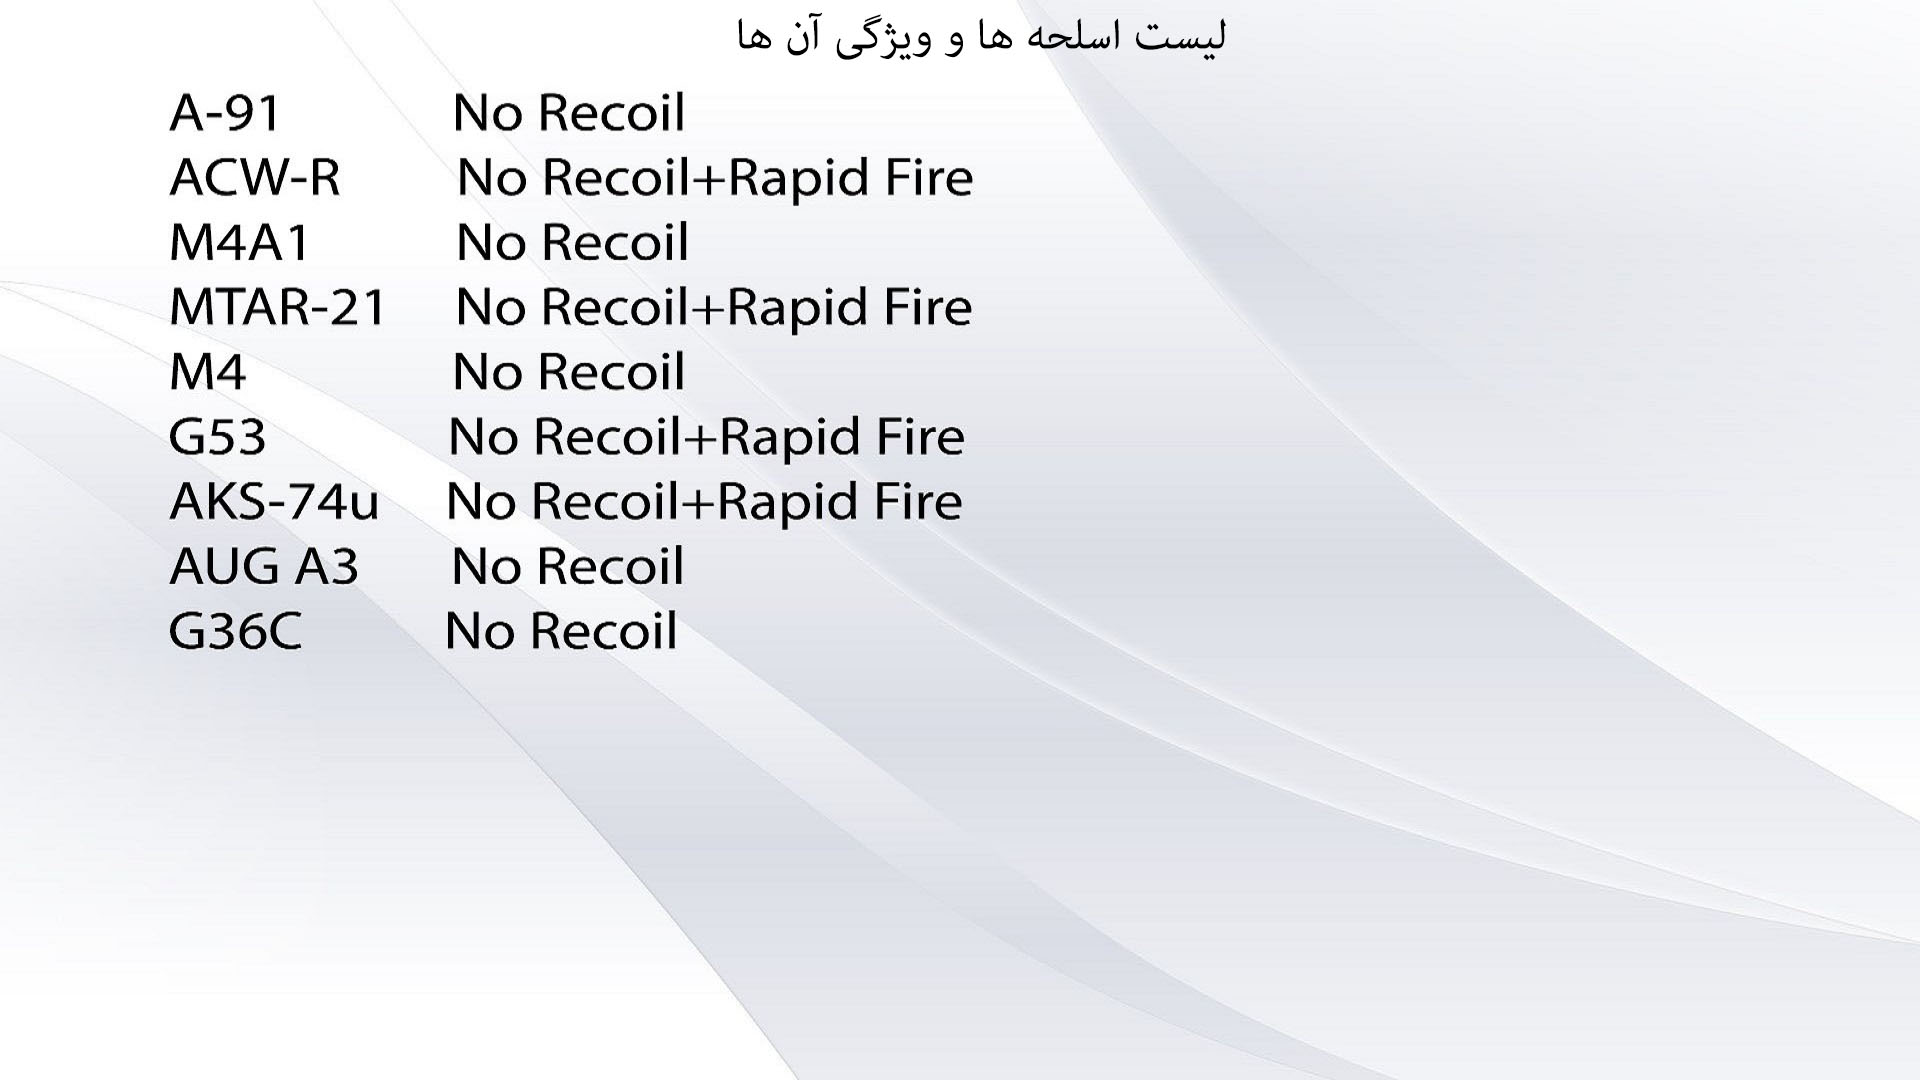 لیست اسلحه ها و ویژگی آن ها
A-91 No Recoil
ACW-R No Recoil+Rapid Fire
M4A1 No Recoil
MTAR-21 No Recoil+Rapid Fire
M4 No Recoil
G53 No Recoil+Rapid Fire
AKS-74u No Recoil+Rapid Fire
AUG A3 No Recoil
G36C No Recoil